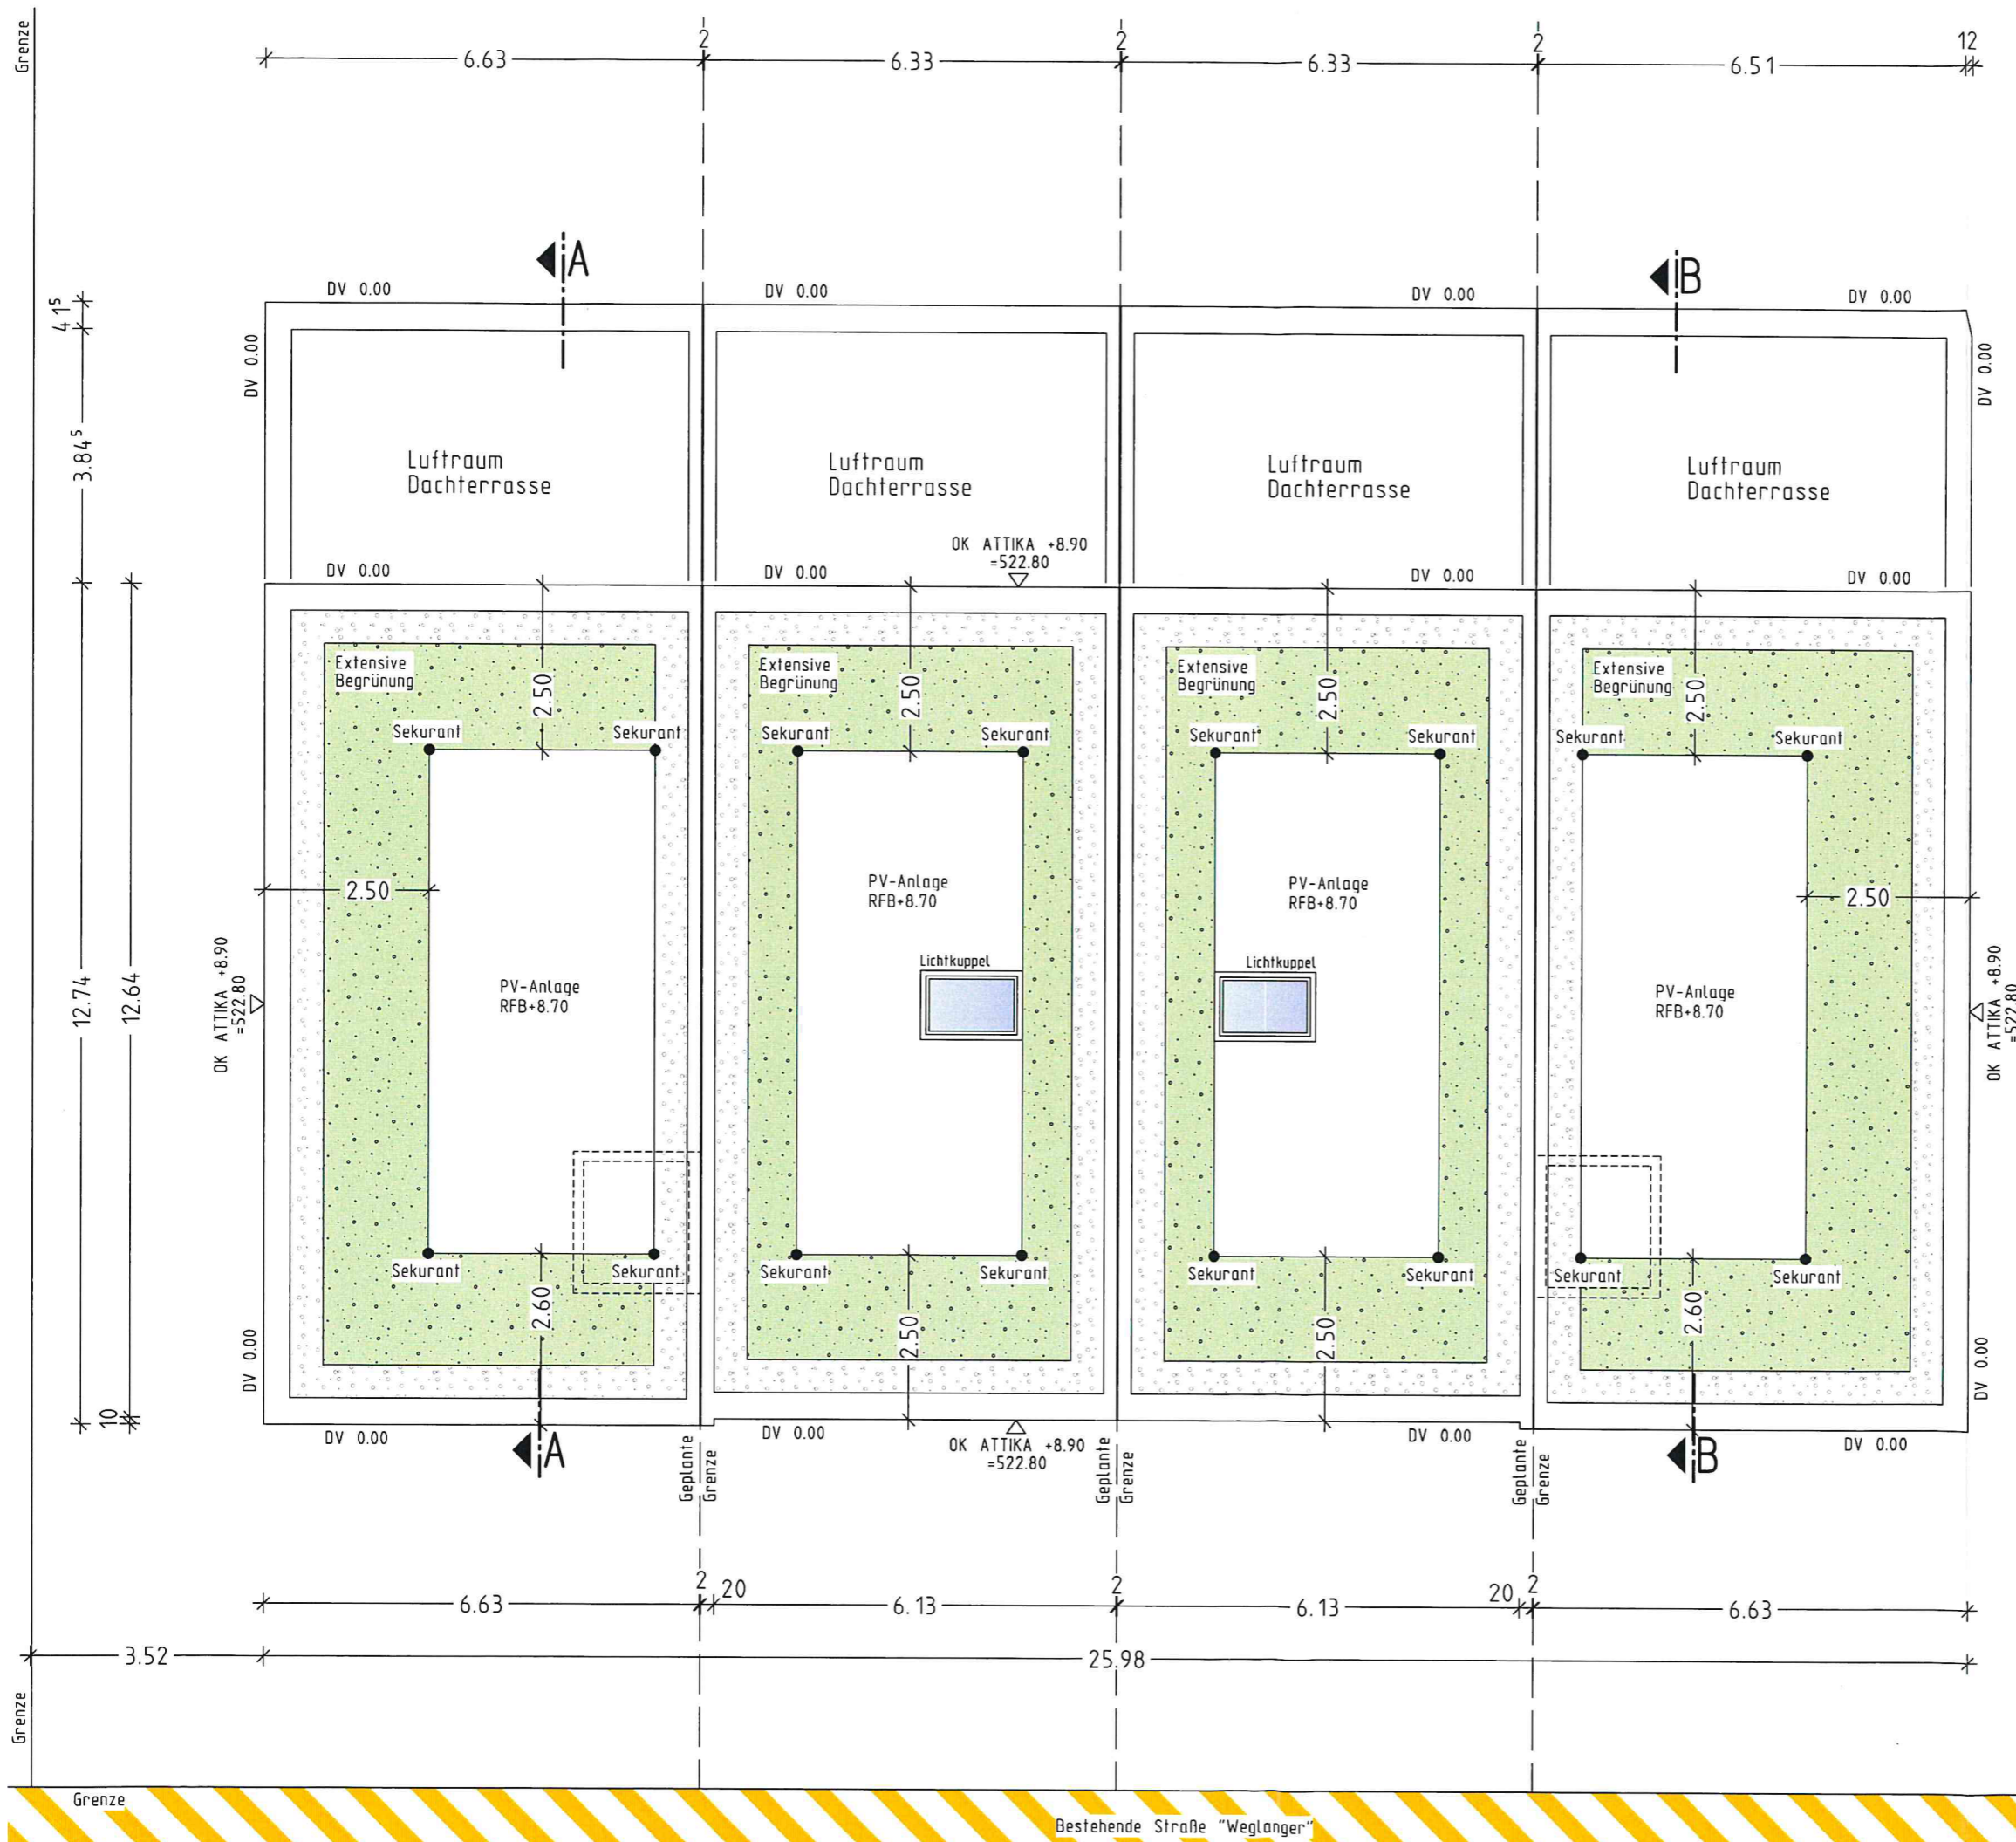 Grenze
2
2
2
12
6.63
6.33
6.33
6.51
A
B
DV 0.00
DV 0.00
DV 0.00
DV 0.00
41⁵
DV 0.00
DV 0.00
3.84⁵
Luftraum
Dachterrasse
Luftraum
Dachterrasse
Luftraum
Dachterrasse
Luftraum
Dachterrasse
OK ATTIKA +8.90
=522.80
DV 0.00
DV 0.00
DV 0.00
DV 0.00
Extensive
Begrünung
Extensive
Begrünung
Extensive
Begrünung
Extensive
Begrünung
2.50
2.50
2.50
2.50
Sekurant
Sekurant
Sekurant
Sekurant
Sekurant
Sekurant
Sekurant
Sekurant
2.50
PV-Anlage
RFB+8.70
PV-Anlage
RFB+8.70
2.50
12.74
12.64
OK ATTIKA +8.90
=522.80
PV-Anlage
RFB+8.70
Lichtkuppel
Lichtkuppel
PV-Anlage
RFB+8.70
OK ATTIKA +8.90
=522.80
Sekurant
Sekurant
Sekurant
Sekurant
Sekurant
Sekurant
Sekurant
Sekurant
2.60
2.50
2.50
2.60
DV 0.00
DV 0.00
10
DV 0.00
A
DV 0.00
OK ATTIKA +8.90
=522.80
DV 0.00
B
DV 0.00
Geplante
Grenze
Geplante
Grenze
Geplante
Grenze
2
20
2
20
2
6.63
6.13
6.13
6.63
3.52
25.98
Grenze
Grenze
Bestehende Straße "Weglanger"